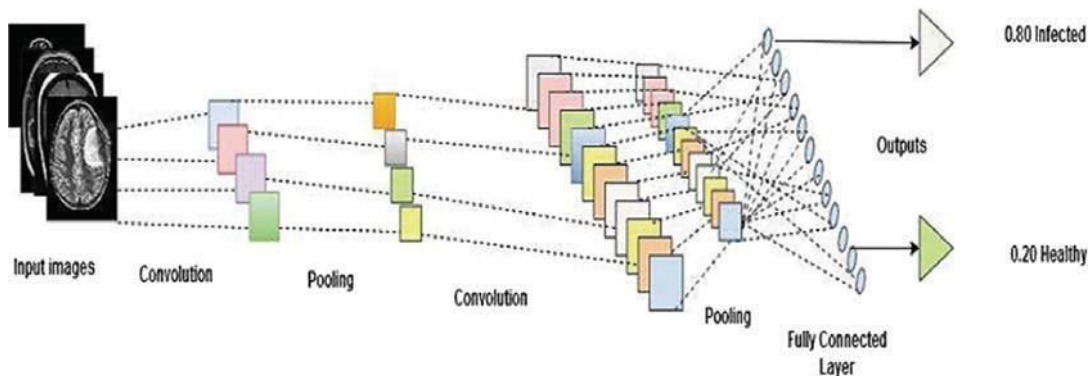 0.80 Infected
Outputs
0.20 Healthy
Input images
Convolution
Pooling
Convolution
Pooling
Fully Connected
Layer